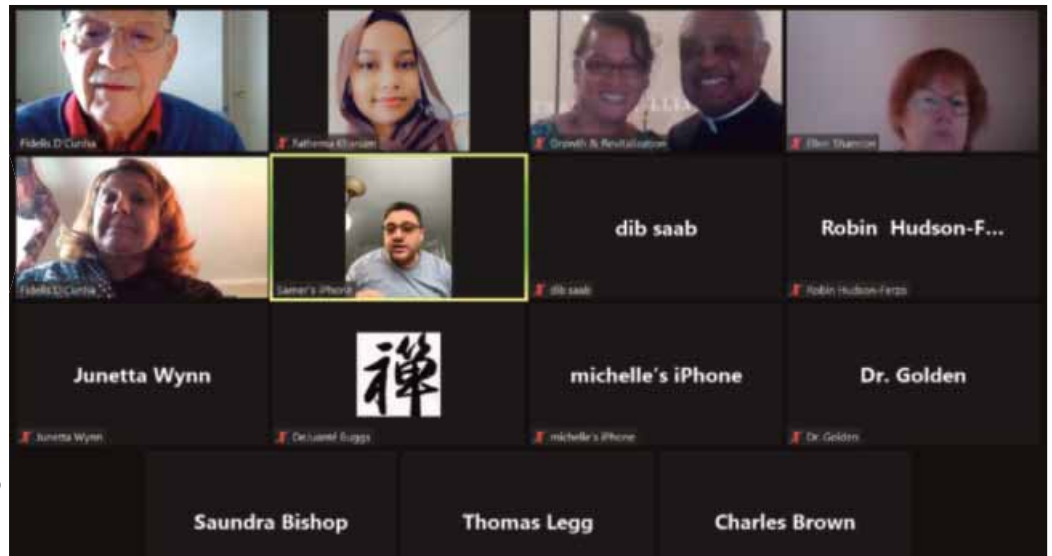 Fidelis D'Cunha
Fathema Khanam
Growth & Revitalization
Ellen Shannon
Fidelis D'Cunha
Samer's iPhone
dib saab
dib saab
Robin Hudson-F...
Robin Hudson-Ferzo
Junetta Wynn
Junetta Wynn
禪
DeJuamel Buggs
michelle's iPhone
michelle's iPhone
Dr. Golden
Dr. Golden
Saundra Bishop
Thomas Legg
Charles Brown